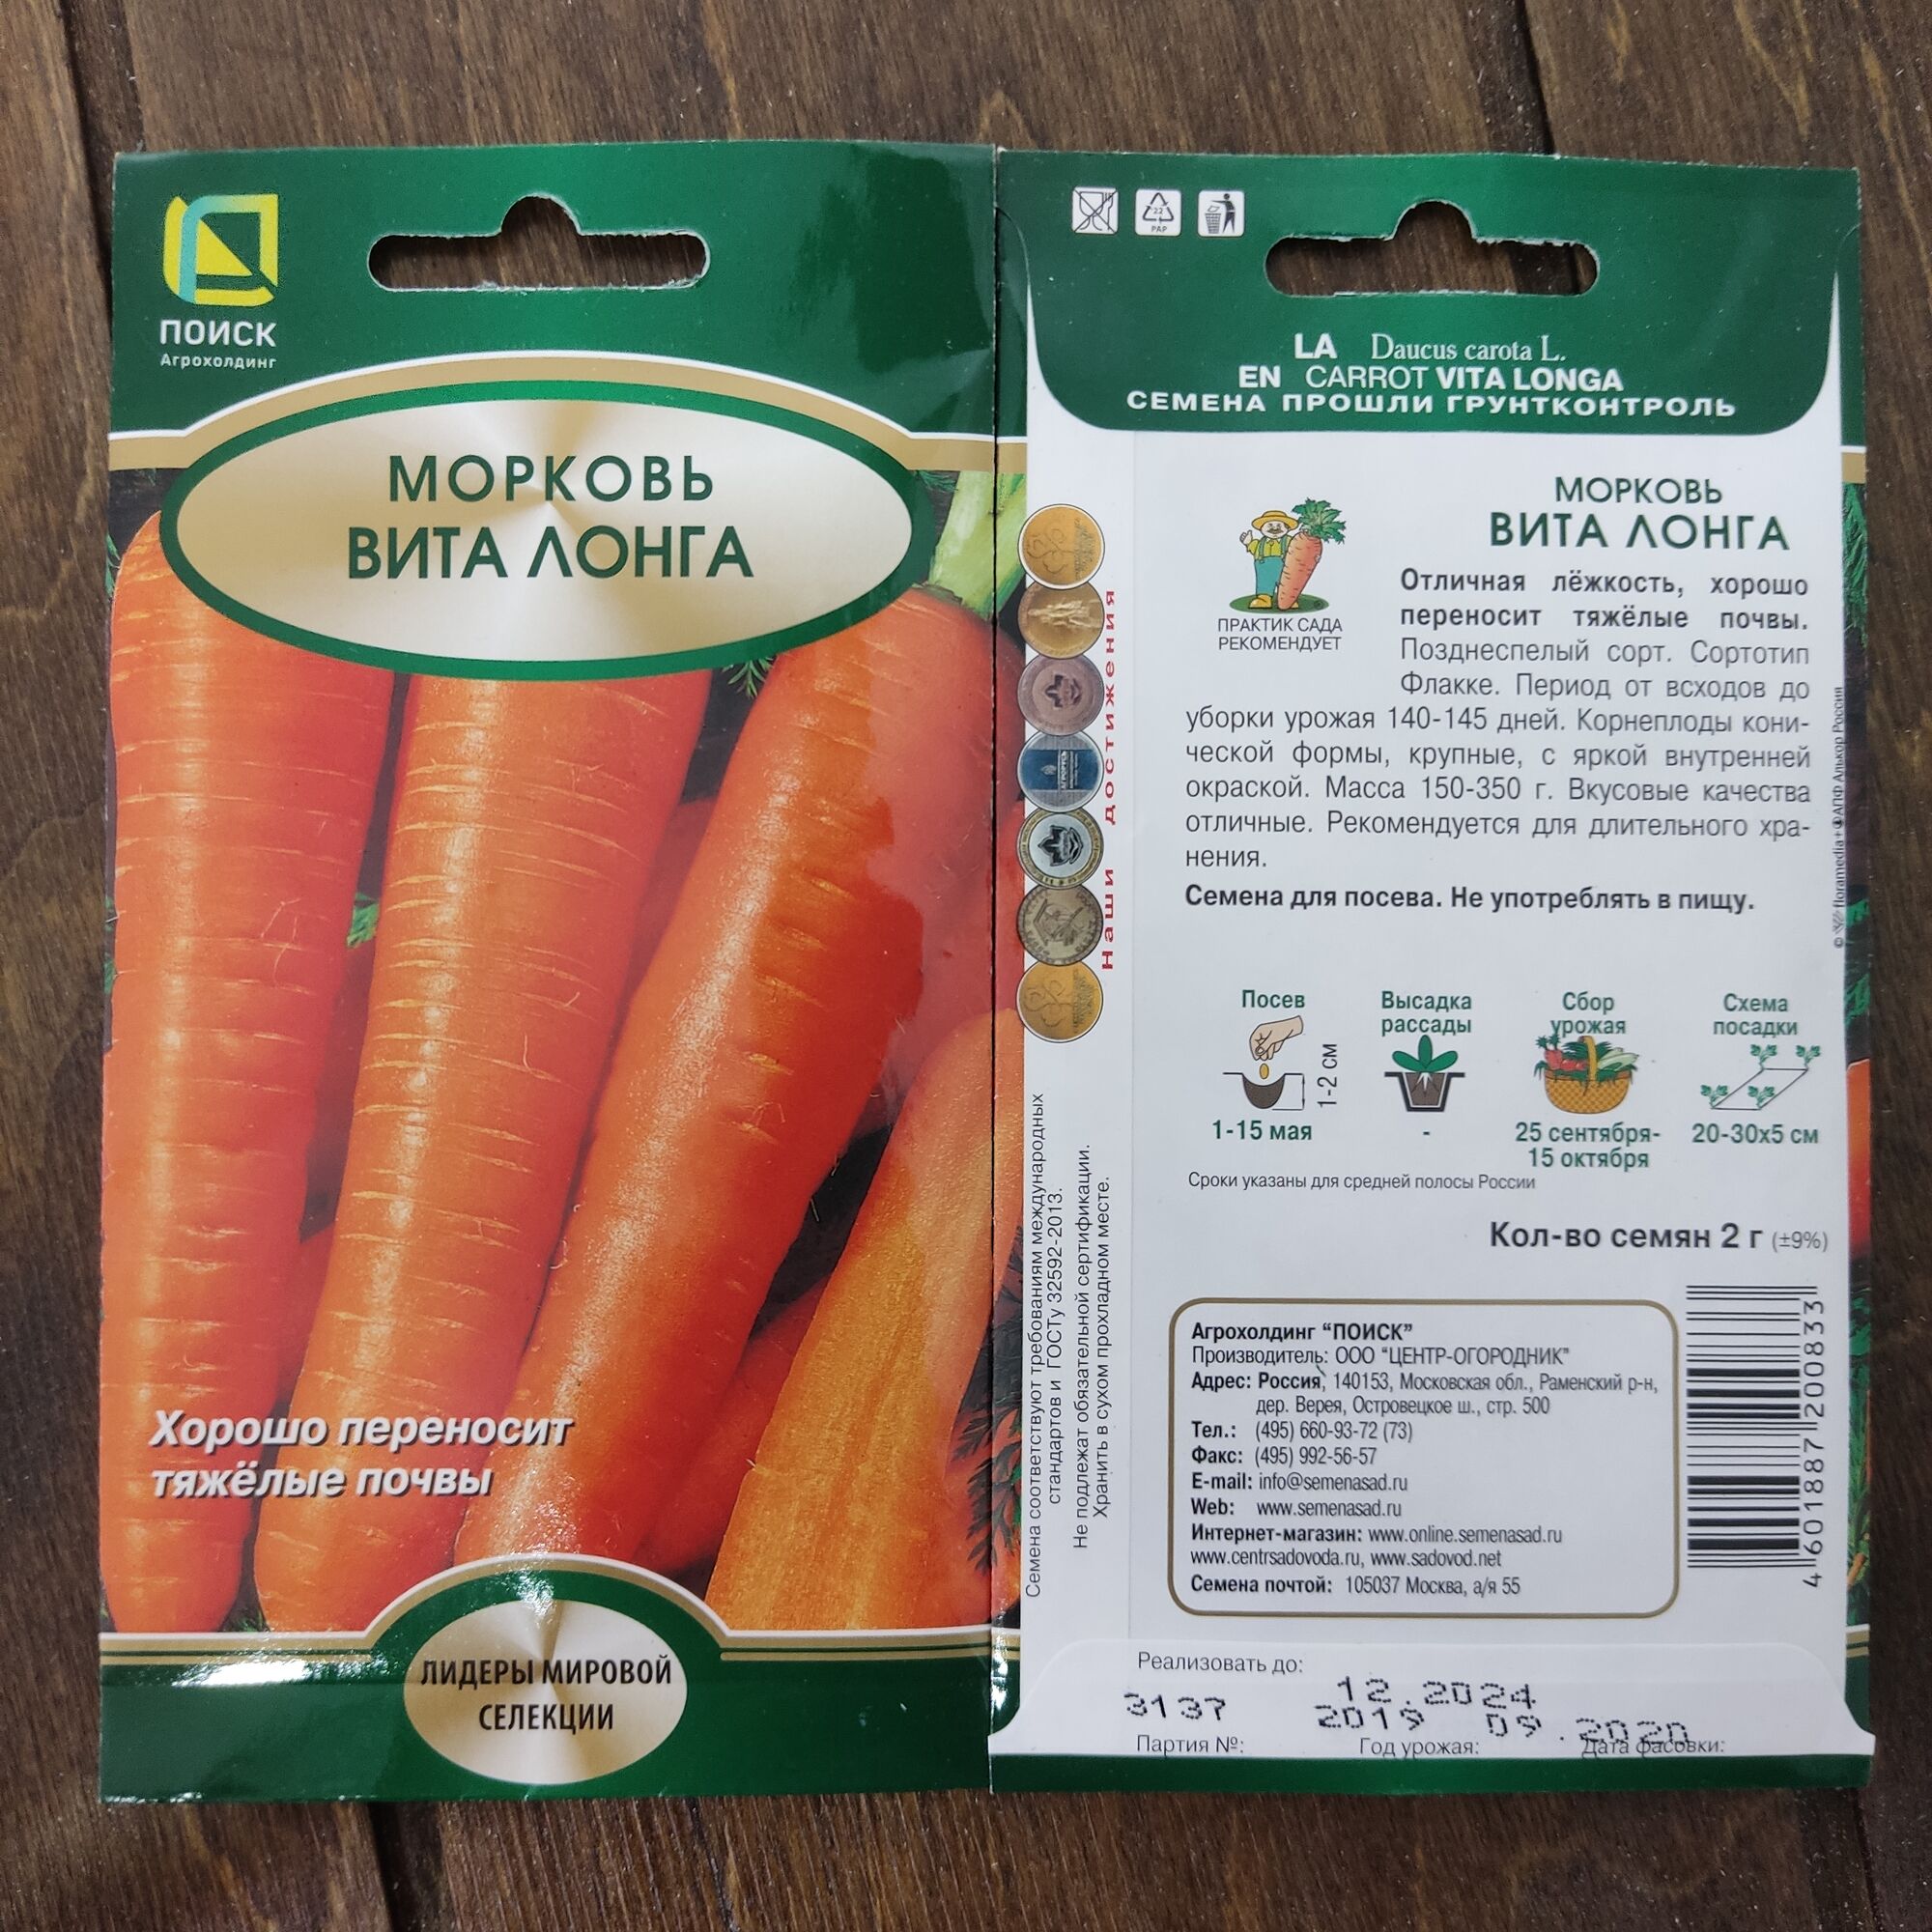 ПОИСК
Агрохолдинг
МОРКОВЬ
ВИТА ЛОНГА
Хорошо переносит
тяжёлые почвы
ЛИДЕРЫ МИРОВОЙ
СЕЛЕКЦИИ
22
PAP
LA Daucus carota L.
EN CARROT VITA LONGA
СЕМЕНА ПРОШЛИ ГРУНТКОНТРОЛЬ
МОРКОВЬ
ВИТА ЛОНГА
ПРАКТИК САДА
РЕКОМЕНДУЕТ
Отличная лёжкость, хорошо
переносит тяжёлые почвы.
Позднеспелый сорт. Сортотип
Флакке. Период от всходов до
уборки урожая 140-145 дней. Корнеплоды кони-
ческой формы, крупные, с яркой внутренней
окраской. Масса 150-350 г. Вкусовые качества
отличные. Рекомендуется для длительного хра-
нения.
Семена для посева. Не употреблять в пищу.
наши достижения
Посев
1-2 см
1-15 мая
Высадка
рассады
-
Сбор
урожая
25 сентября-
15 октября
Схема
посадки
20-30х5 см
Сроки указаны для средней полосы России
Кол-во семян 2 г (±9%)
Семена соответствуют требованиям международных
стандартов и ГОСТу 32592-2013.
Не подлежат обязательной сертификации.
Хранить в сухом прохладном месте.
Агрохолдинг “ПОИСК”
Производитель: ООО “ЦЕНТР-ОГОРОДНИК”
Адрес: Россия, 140153, Московская обл., Раменский р-н,
дер. Верея, Островецкое ш., стр. 500
Тел.: (495) 660-93-72 (73)
Факс: (495) 992-56-57
E-mail: info@semenasad.ru
Web: www.semenasad.ru
Интернет-магазин: www.online.semenasad.ru
www.centrsadovoda.ru, www.sadovod.net
Семена почтой: 105037 Москва, а/я 55
4 601887 200833
Реализовать до:
12.2024
3137 2019 09.2020
Партия №: Год урожая: Дата фасовки: